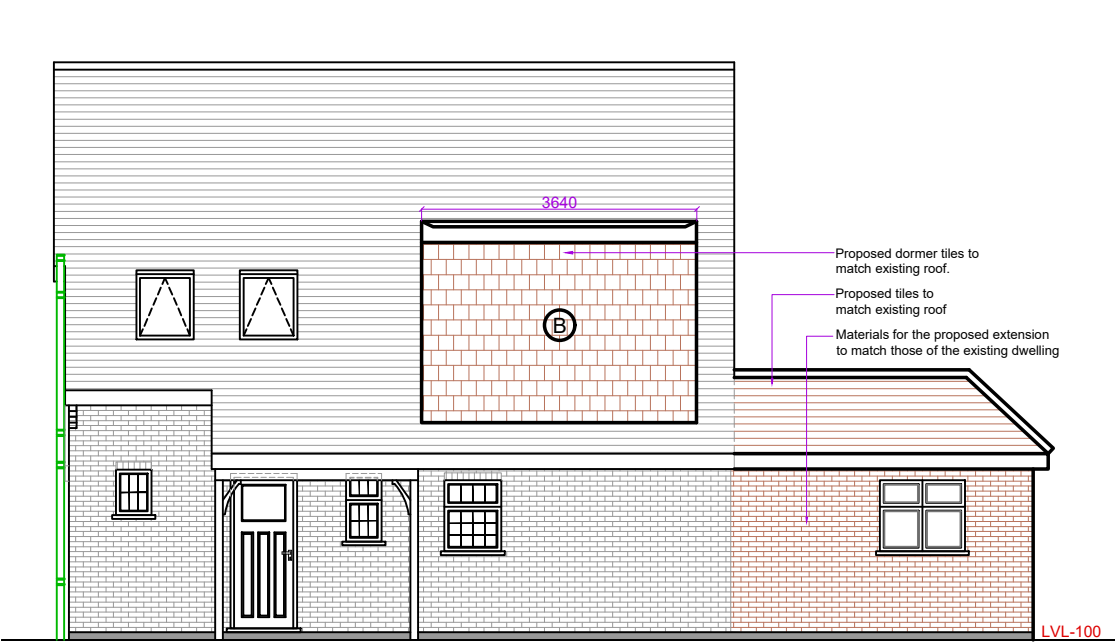 3640
Proposed dormer tiles to
match existing roof.
Proposed tiles to
match existing roof
B
Materials for the proposed extension
to match those of the existing dwelling
LVL-100